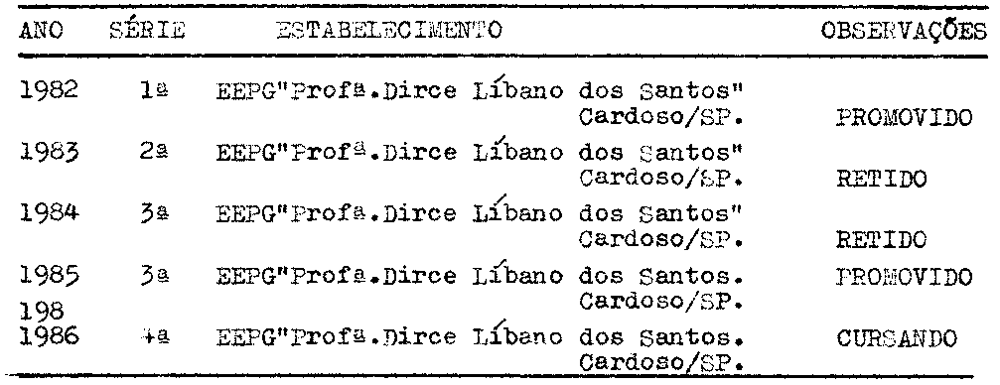 ANO SÉRIE ESTABELECIMENTO OBSERVAÇÕES
1982 1ª EEPG"Profª.Dirce Líbano dos Santos"
Cardoso/SP. PROMOVIDO
1983 2ª EEPG"Profª.Dirce Líbano dos Santos"
Cardoso/SP. RETIDO
1984 3ª EEPG"Profª.Dirce Líbano dos Santos"
Cardoso/SP. RETIDO
1985 3ª EEPG"Profª.Dirce Líbano dos Santos. PROMOVIDO
Cardoso/SP.
198
1986 4ª EEPG"Profª.Dirce Líbano dos Santos. CURSANDO
Cardoso/SP.